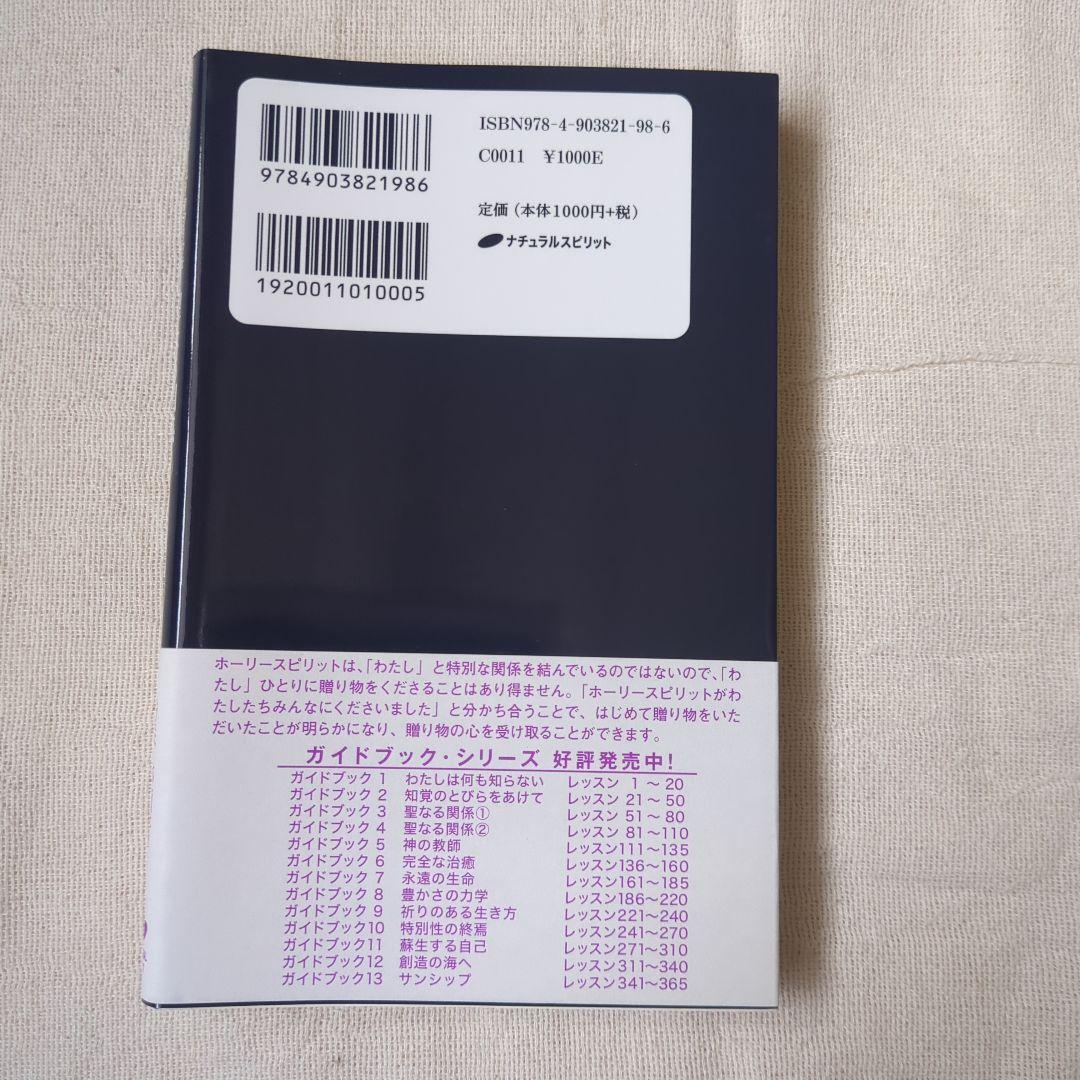 9784903821986
1920011010005
ISBN978-4-903821-98-6
C0011 ¥1000E
定価(本体1000円+税)
ナチュラルスピリット
ホーリースピリットは、「わたし」と特別な関係を結んでいるのではないので、「わ
たし」ひとりに贈り物をくださることはあり得ません。「ホーリースピリットがわ
たしたちみんなにくださいました」と分かち合うことで、はじめて贈り物をいた
だいたことが明らかになり、贈り物の心を受け取ることができます。
ガイドブック・シリーズ 好評発売中!
ガイドブック 1 わたしは何も知らない レッスン 1～20
ガイドブック 2 知覚のとびらをあけて レッスン 21～50
ガイドブック 3 聖なる関係① レッスン 51～80
ガイドブック 4 聖なる関係② レッスン 81～110
ガイドブック 5 神の教師 レッスン111～135
ガイドブック 6 完全な治癒 レッスン136～160
ガイドブック 7 永遠の生命 レッスン161～185
ガイドブック 8 豊かさの力学 レッスン186～220
ガイドブック 9 祈りのある生き方 レッスン221～240
ガイドブック10 特別性の終焉 レッスン241～270
ガイドブック11 蘇生する自己 レッスン271～310
ガイドブック12 創造の海へ レッスン311～340
ガイドブック13 サンシップ レッスン341～365